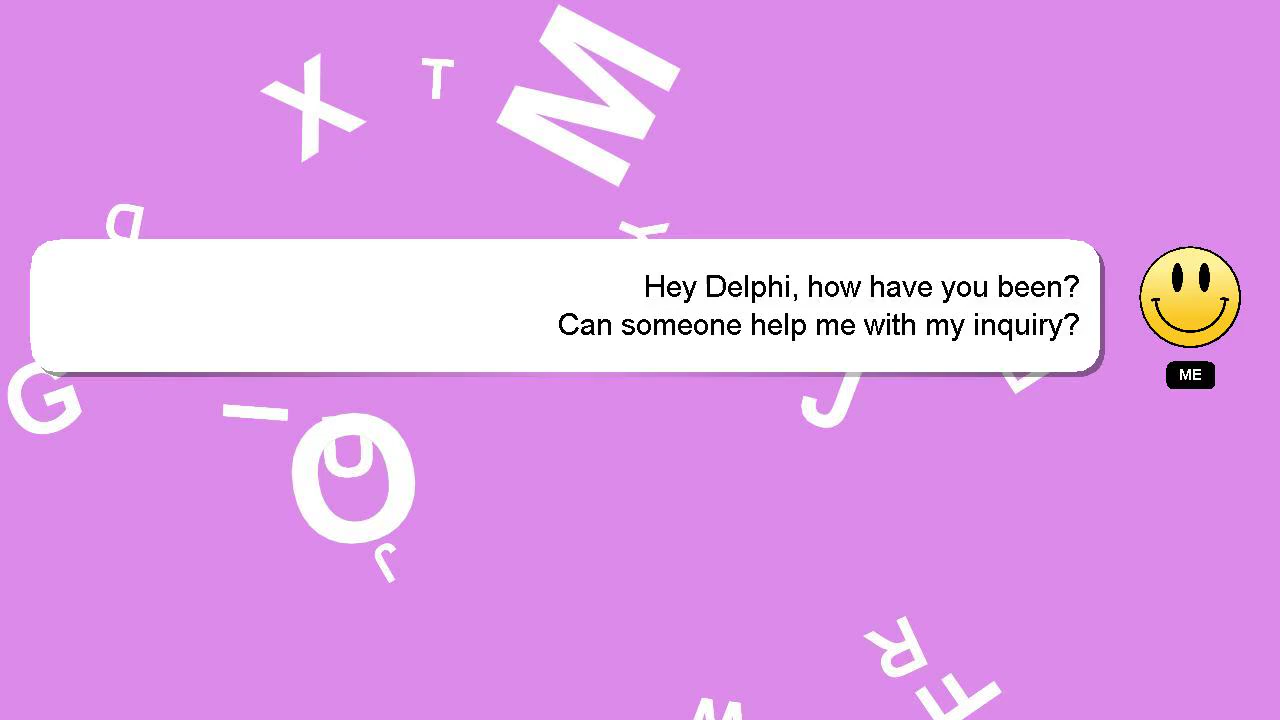 X
T
M
D
Y
Hey Delphi, how have you been?
Can someone help me with my inquiry?
ME
G
I
J
O
U
J
R
F
W